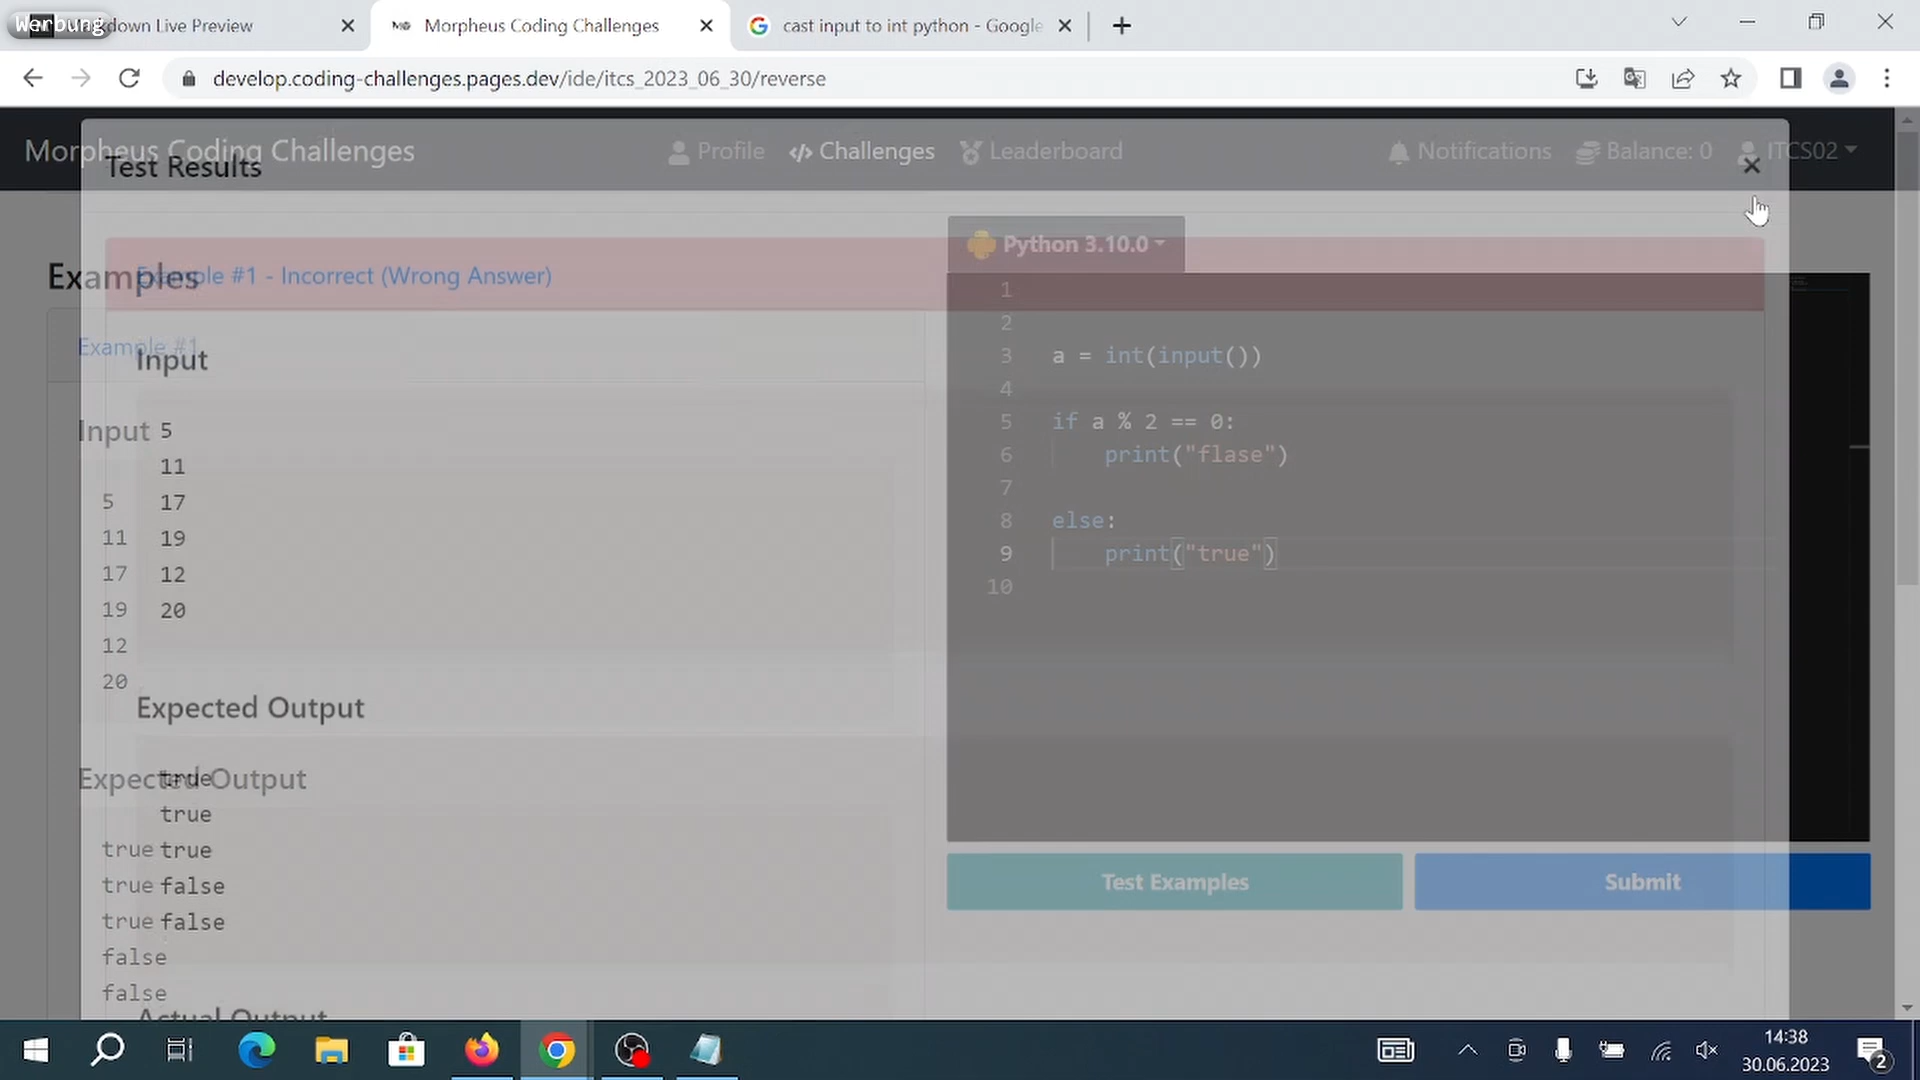 Werbung
down Live Preview
Morpheus Coding Challenges
cast input to int python - Google
develop.coding-challenges.pages.dev/ide/itcs_2023_06_30/reverse
Morpheus Coding Challenges
Profile
Challenges
Leaderboard
Notifications
Balance: 0
ITCS02
Test Results
Python 3.10.0
Examples
Example #1 - Incorrect (Wrong Answer)
Example #1
Input
5
11
17
19
12
20
Input
5
11
17
19
12
20
Expected Output
true
true
true
false
false
Expected Output
true
true
true
false
false
Actual Output
1
2
3 a = int(input())
4
5 if a % 2 == 0:
6 print("flase")
7
8 else:
9 print("true")
10
Test Examples
Submit
14:38
30.06.2023
2